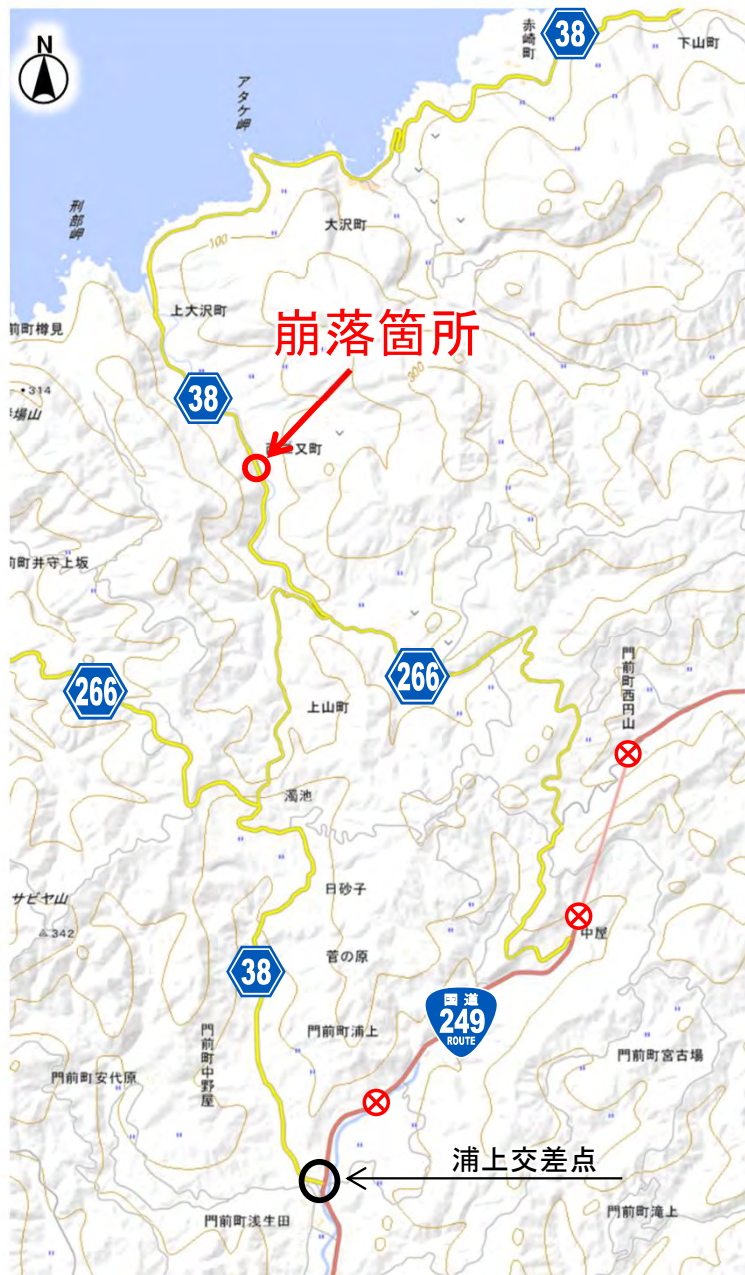 N
赤崎町
38
下山町
アタケ岬
刑部岬
大沢町
100
上大沢町
崩落箇所
前町樽見
300
314
38
場山
又町
前町井守上坂
266
266
門前町西円山
上山町
濁池
日砂子
サビヤ山
342
中屋
菅の原
38
国道
249
ROUTE
門前町浦上
門前町中野屋
門前町宮古場
門前町安代原
浦上交差点
門前町浅生田
門前町滝上